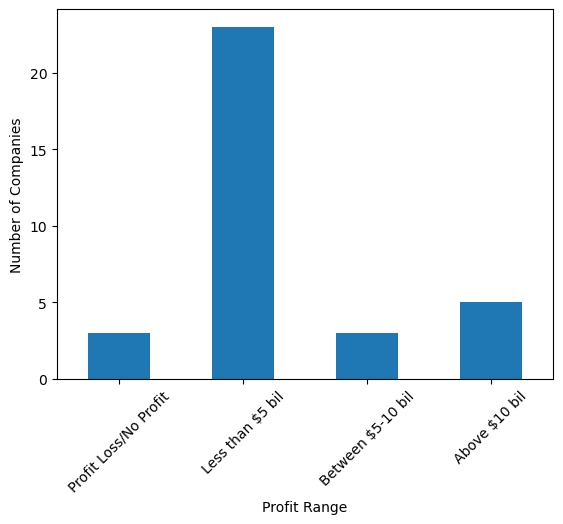 Number of Companies
20
15
10
5
0
Profit Loss/No Profit
Less than $5 bil
Between $5-10 bil
Above $10 bil
Profit Range